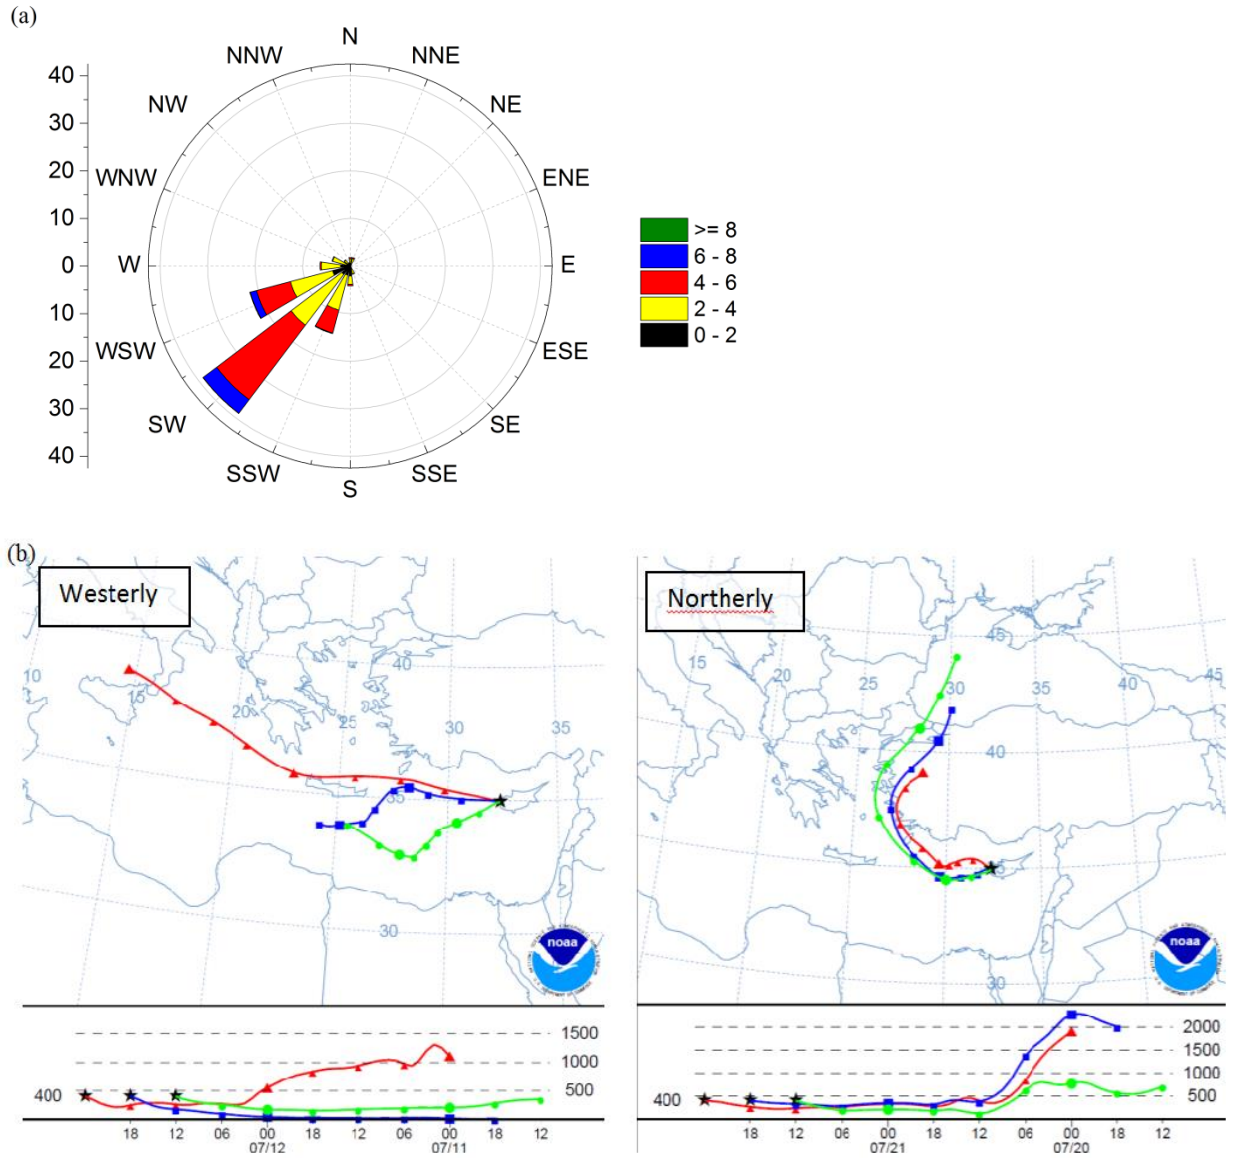 (a)
N
NNW
NNE
40
NW
NE
30
20
WNW
ENE
10
>= 8
6 - 8
0
W
E
4 - 6
2 - 4
10
0 - 2
WSW
ESE
20
30
SW
SE
40
SSW
SSE
S
(b)
Westerly
Northerly
10
15
20
25
30
35
40
35
30
noaa
15
20
25
30
35
40
45
45
40
30
noaa
1500
1000
500
400
18 12 06 00 18 12 06 00 18 12
07/12 07/11
2000
1500
1000
500
400
18 12 06 00 18 12 06 00 18 12
07/21 07/20